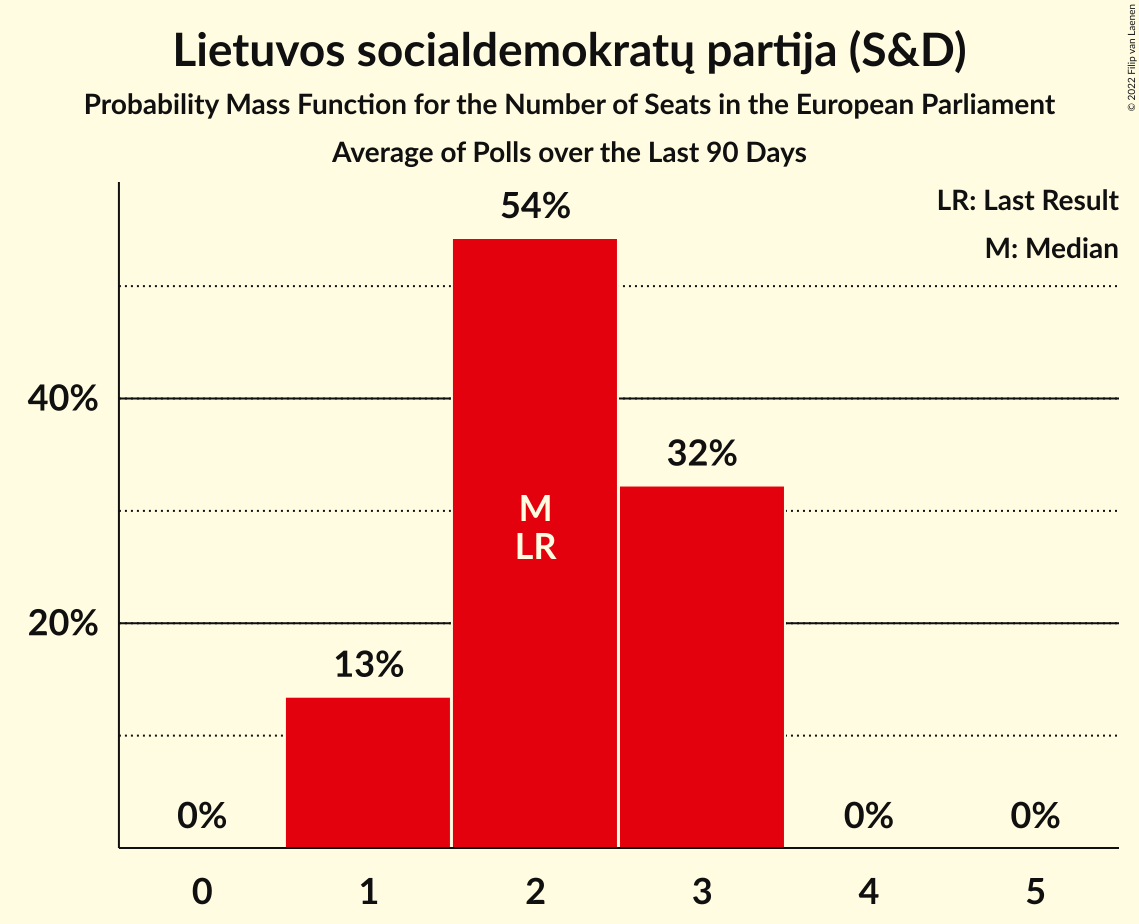 Lietuvos socialdemokratų partija (S&D)
Probability Mass Function for the Number of Seats in the European Parliament
Average of Polls over the Last 90 Days
© 2022 Filip van Laenen
LR: Last Result
M: Median
54%
40%
32%
M
LR
20%
13%
0%
0%
0%
0
1
2
3
4
5